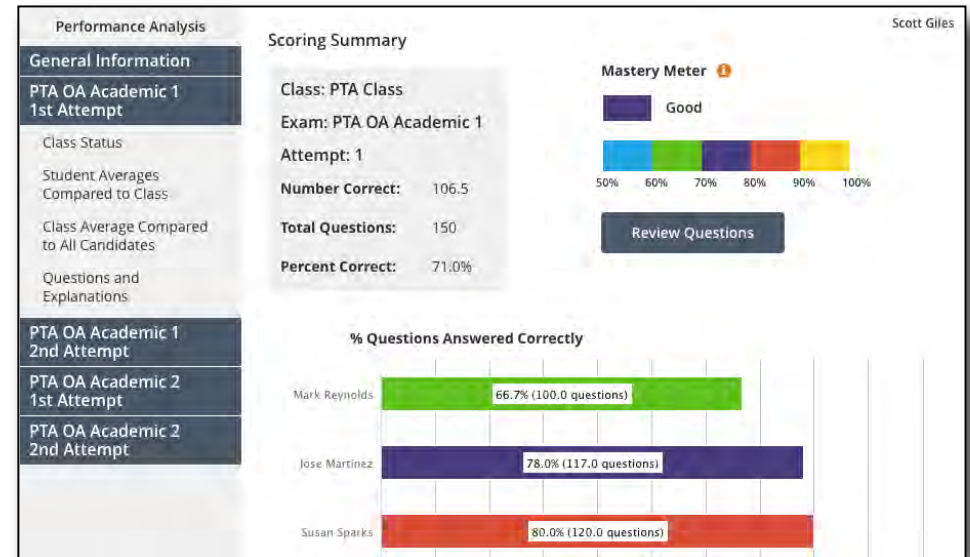 Performance Analysis
General Information
PTA OA Academic 1
1st Attempt
Class Status
Student Averages
Compared to Class
Class Average Compared
to All Candidates
Questions and
Explanations
PTA OA Academic 1
2nd Attempt
PTA OA Academic 2
1st Attempt
PTA OA Academic 2
2nd Attempt
Scott Giles
Scoring Summary
Class: PTA Class
Exam: PTA OA Academic 1
Attempt: 1
Number Correct: 106.5
Total Questions: 150
Percent Correct: 71.0%
Mastery Meter
Good
50% 60% 70% 80% 90% 100%
Review Questions
% Questions Answered Correctly
Mark Reynolds 66.7% (100.0 questions)
Jose Martinez 78.0% (117.0 questions)
Susan Sparks 80.0% (120.0 questions)